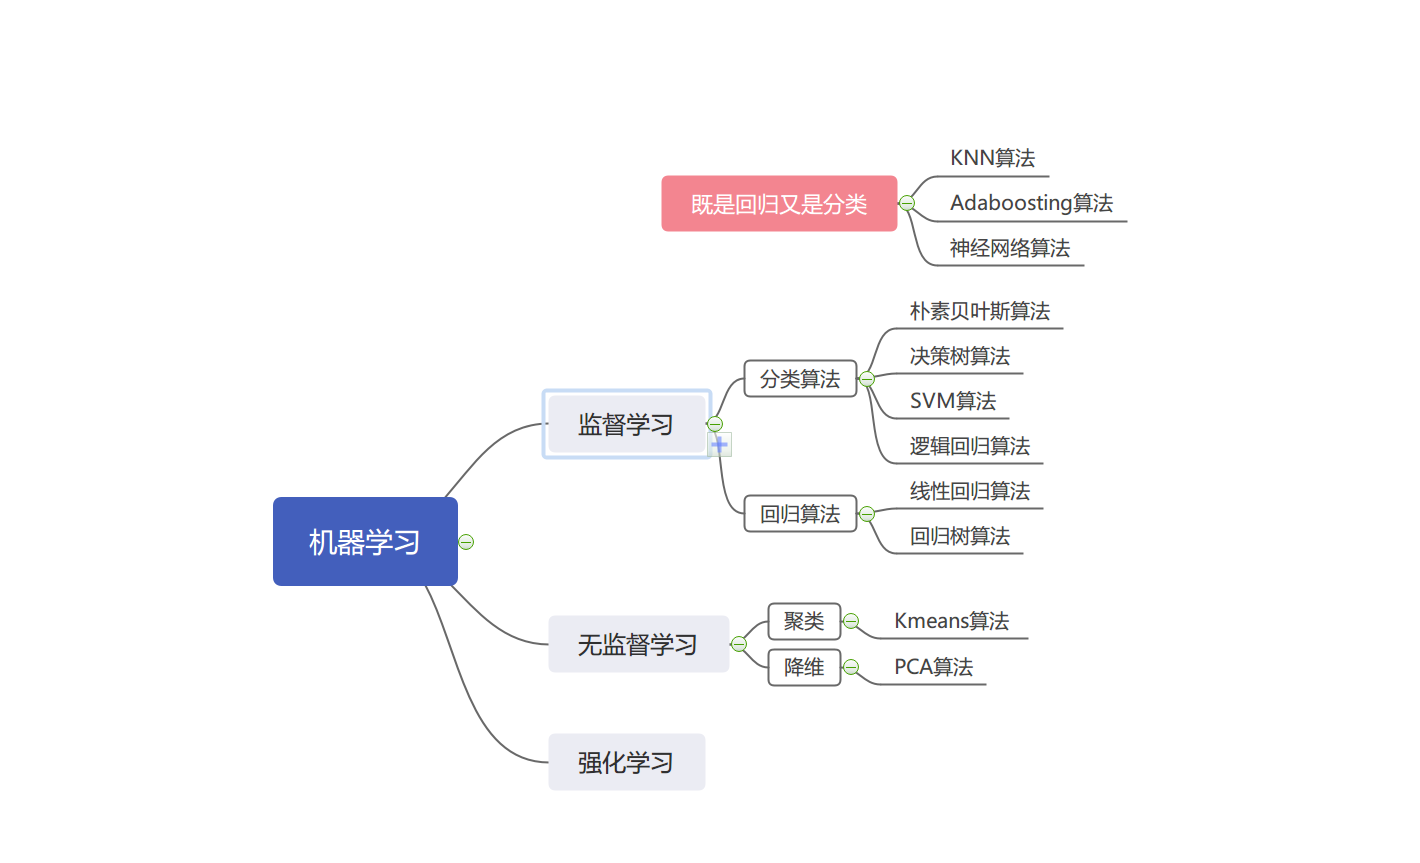 KNN算法
既是回归又是分类
Adaboosting算法
神经网络算法
朴素贝叶斯算法
决策树算法
分类算法
SVM算法
监督学习
逻辑回归算法
线性回归算法
回归算法
回归树算法
机器学习
聚类
Kmeans算法
无监督学习
降维
PCA算法
强化学习